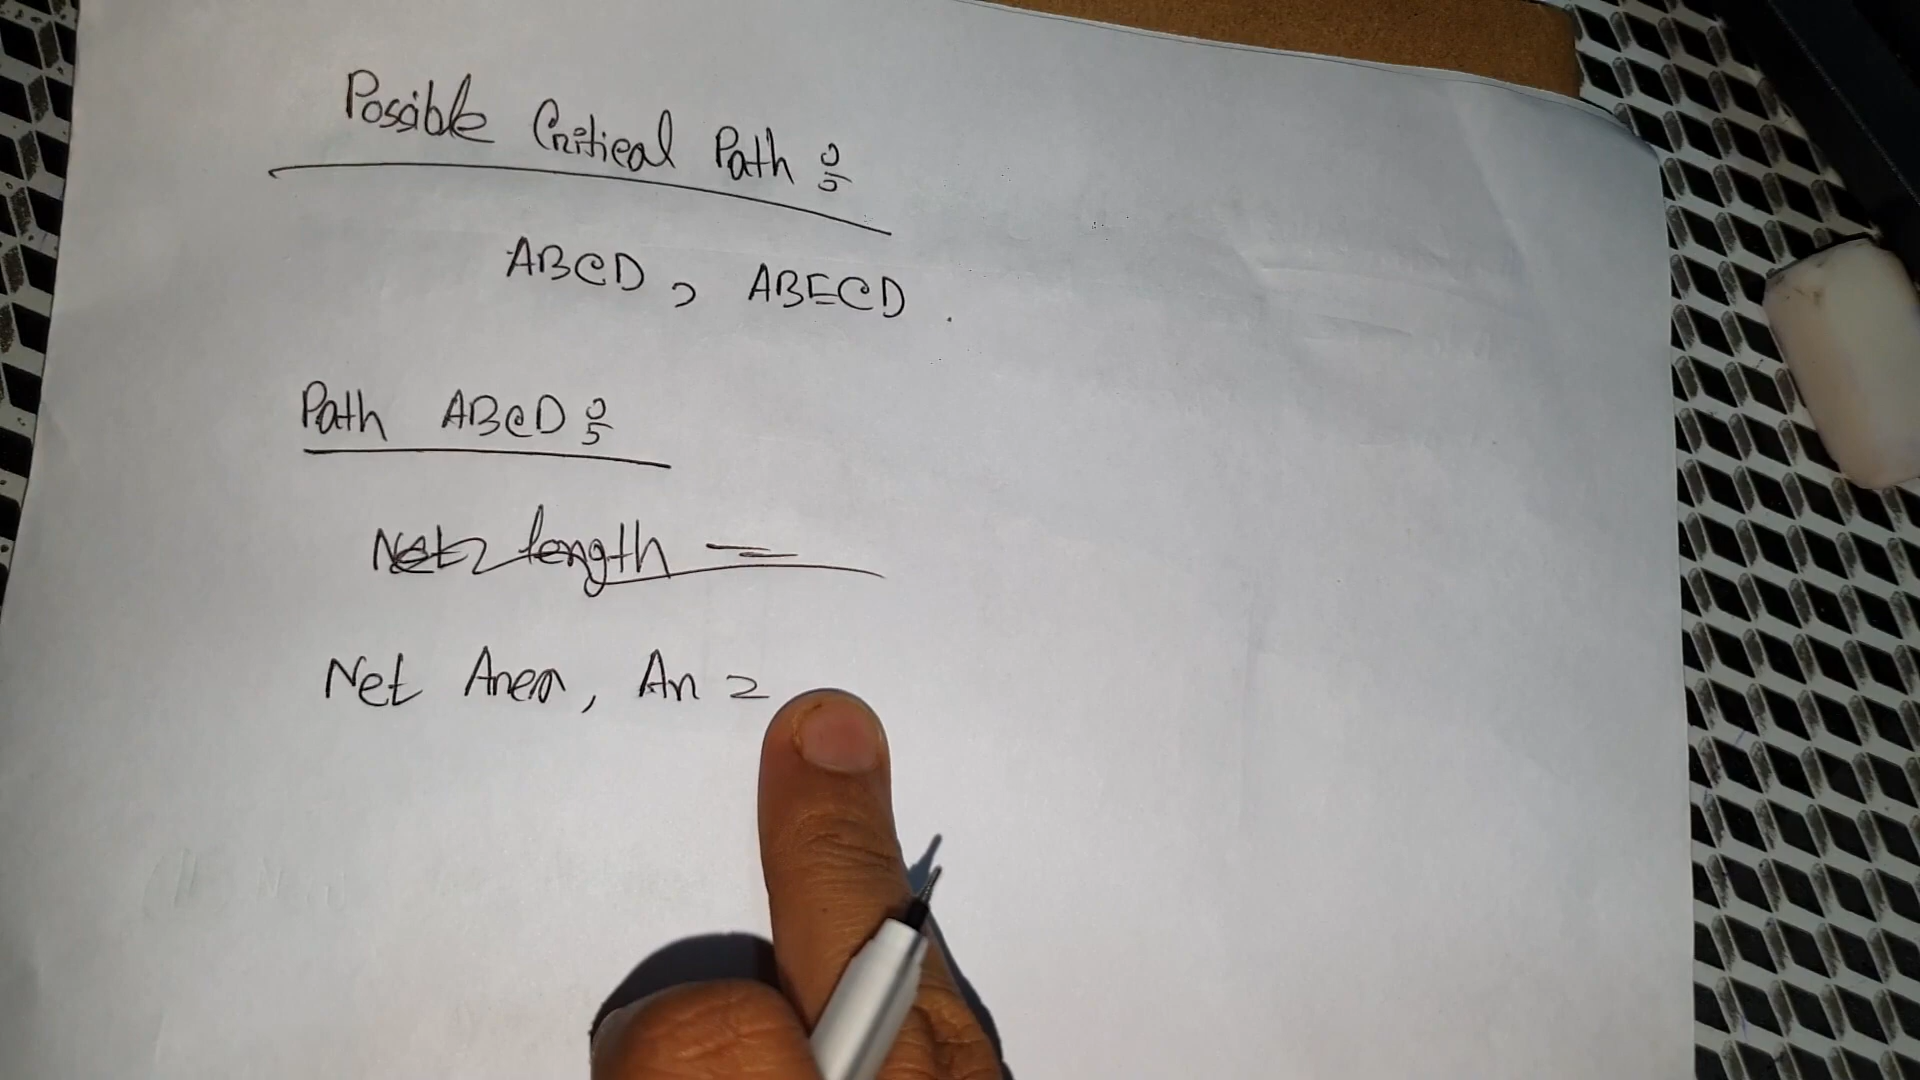 Possible Critical Path :
ABCD, ABECD.
Path ABCD :
Net length =
Net Area, An =